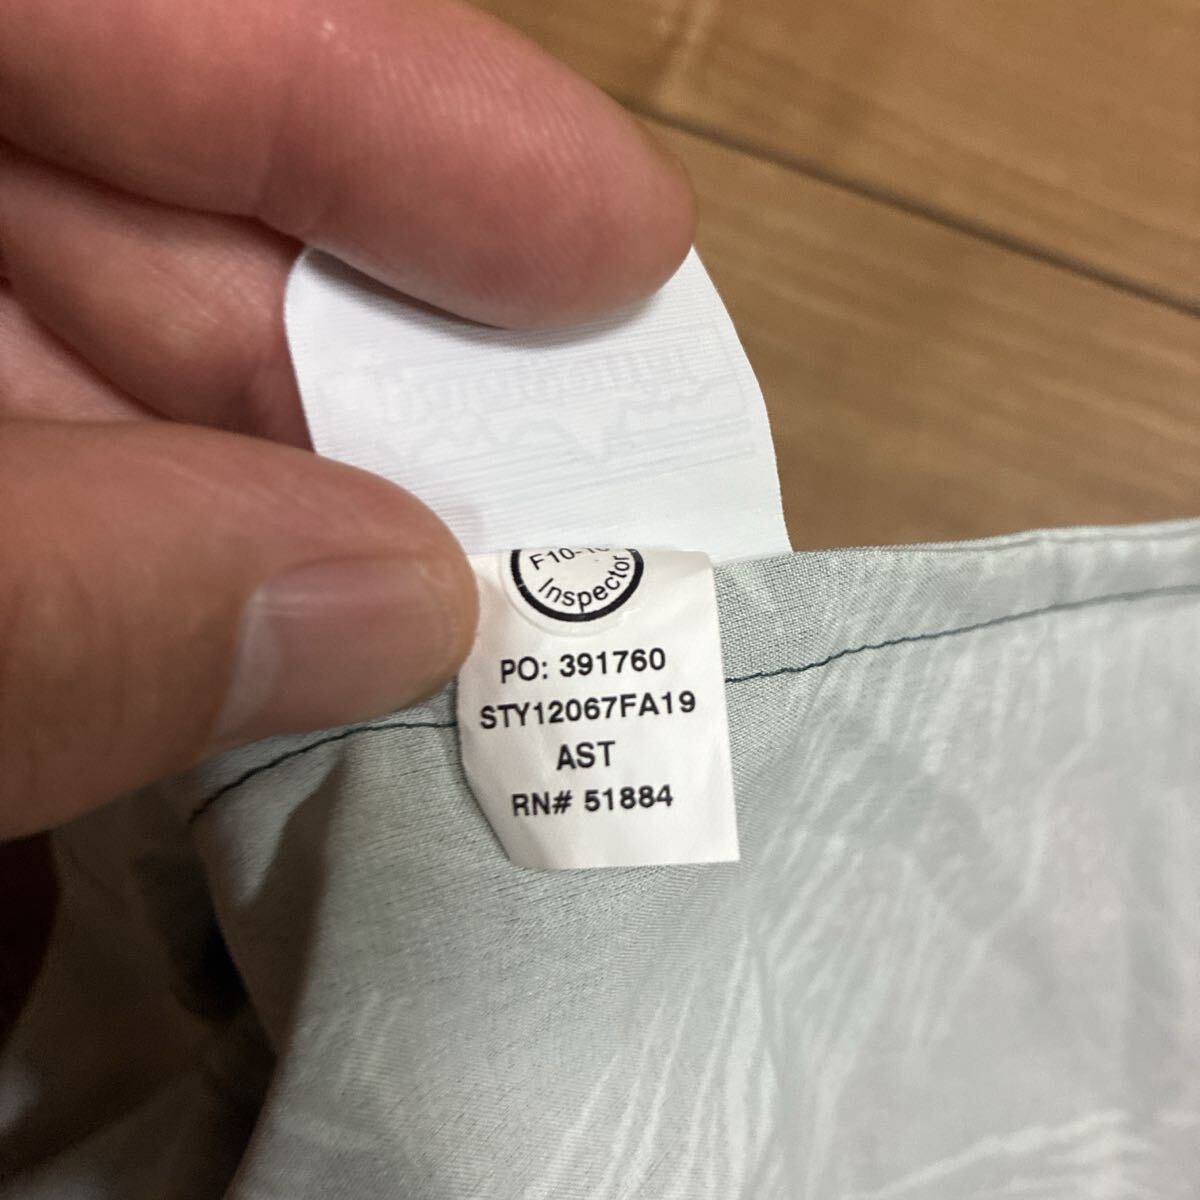 Inspector
PO: 391760
STY12067FA19
AST
RN# 51884